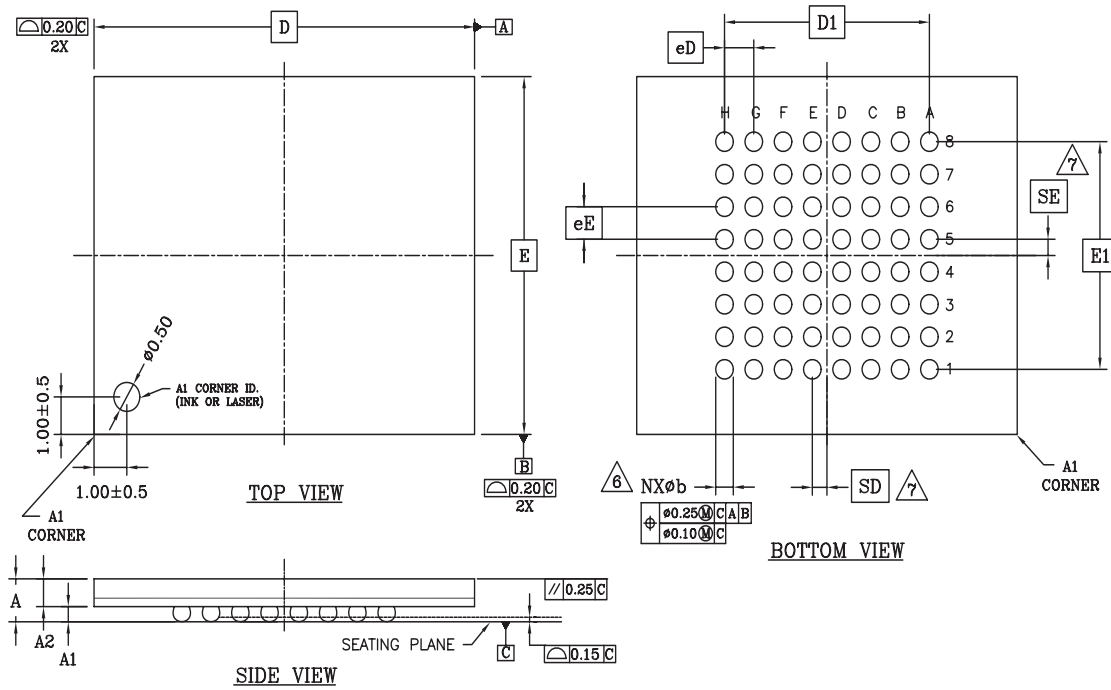 ⌓ 0.20 C
2X
D
A
E
ø0.50
A1 CORNER ID.
(INK OR LASER)
1.00±0.5
1.00±0.5
B
⌓ 0.20 C
2X
A1
CORNER
TOP VIEW
D1
eD
H G F E D C B A
8
7
6
5
4
3
2
1
7
SE
eE
E1
6
NXøb
⌖ ø0.25 Ⓜ C A B
ø0.10 Ⓜ C
SD
7
A1
CORNER
BOTTOM VIEW
A
A2
A1
// 0.25 C
SEATING PLANE
C
⌓ 0.15 C
SIDE VIEW